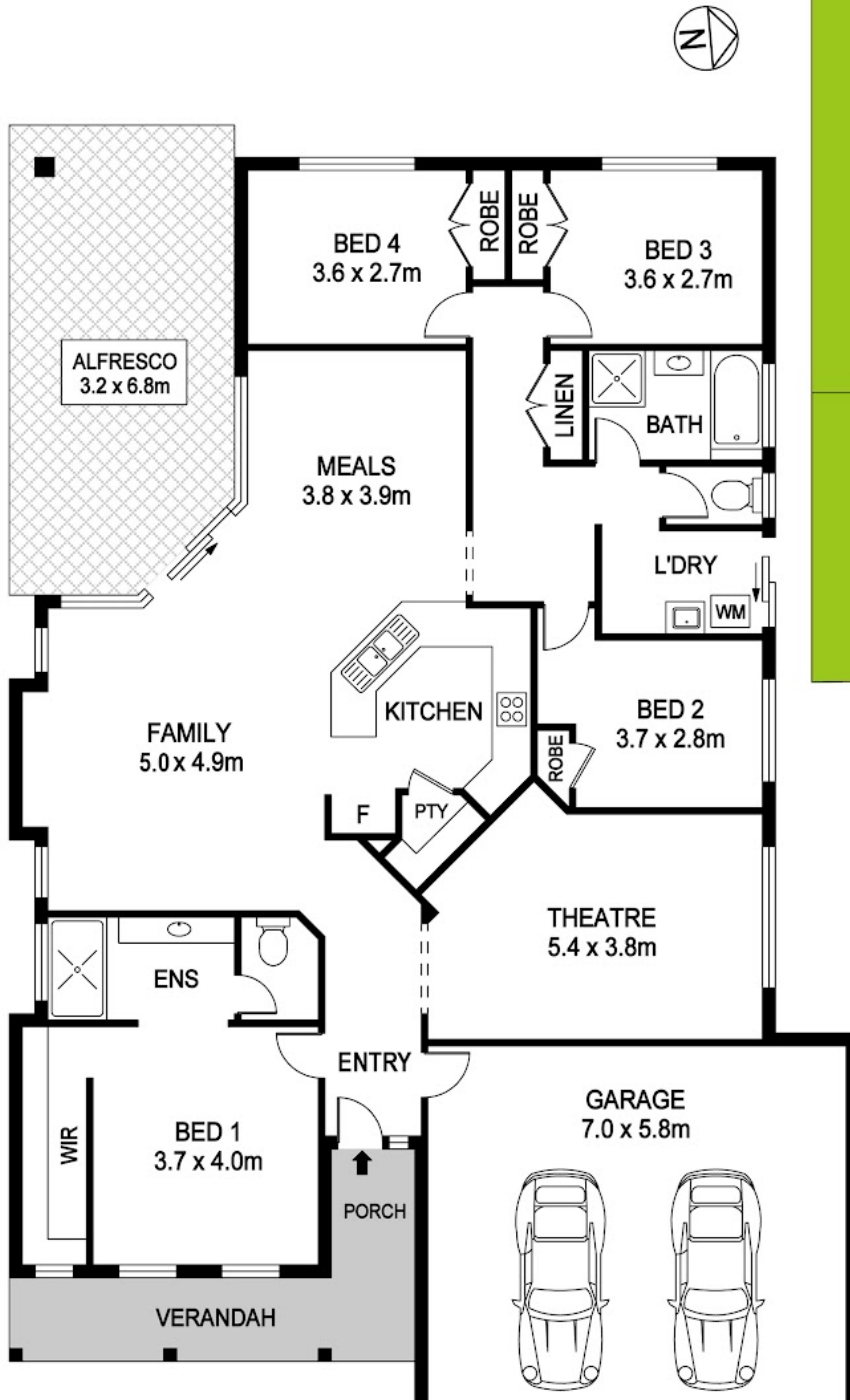 N
BED 4
3.6 x 2.7m
ROBE
ROBE
BED 3
3.6 x 2.7m
ALFRESCO
3.2 x 6.8m
LINEN
BATH
MEALS
3.8 x 3.9m
L'DRY
WM
KITCHEN
BED 2
3.7 x 2.8m
FAMILY
5.0 x 4.9m
ROBE
F
PTY
THEATRE
5.4 x 3.8m
ENS
ENTRY
GARAGE
7.0 x 5.8m
WIR
BED 1
3.7 x 4.0m
PORCH
VERANDAH